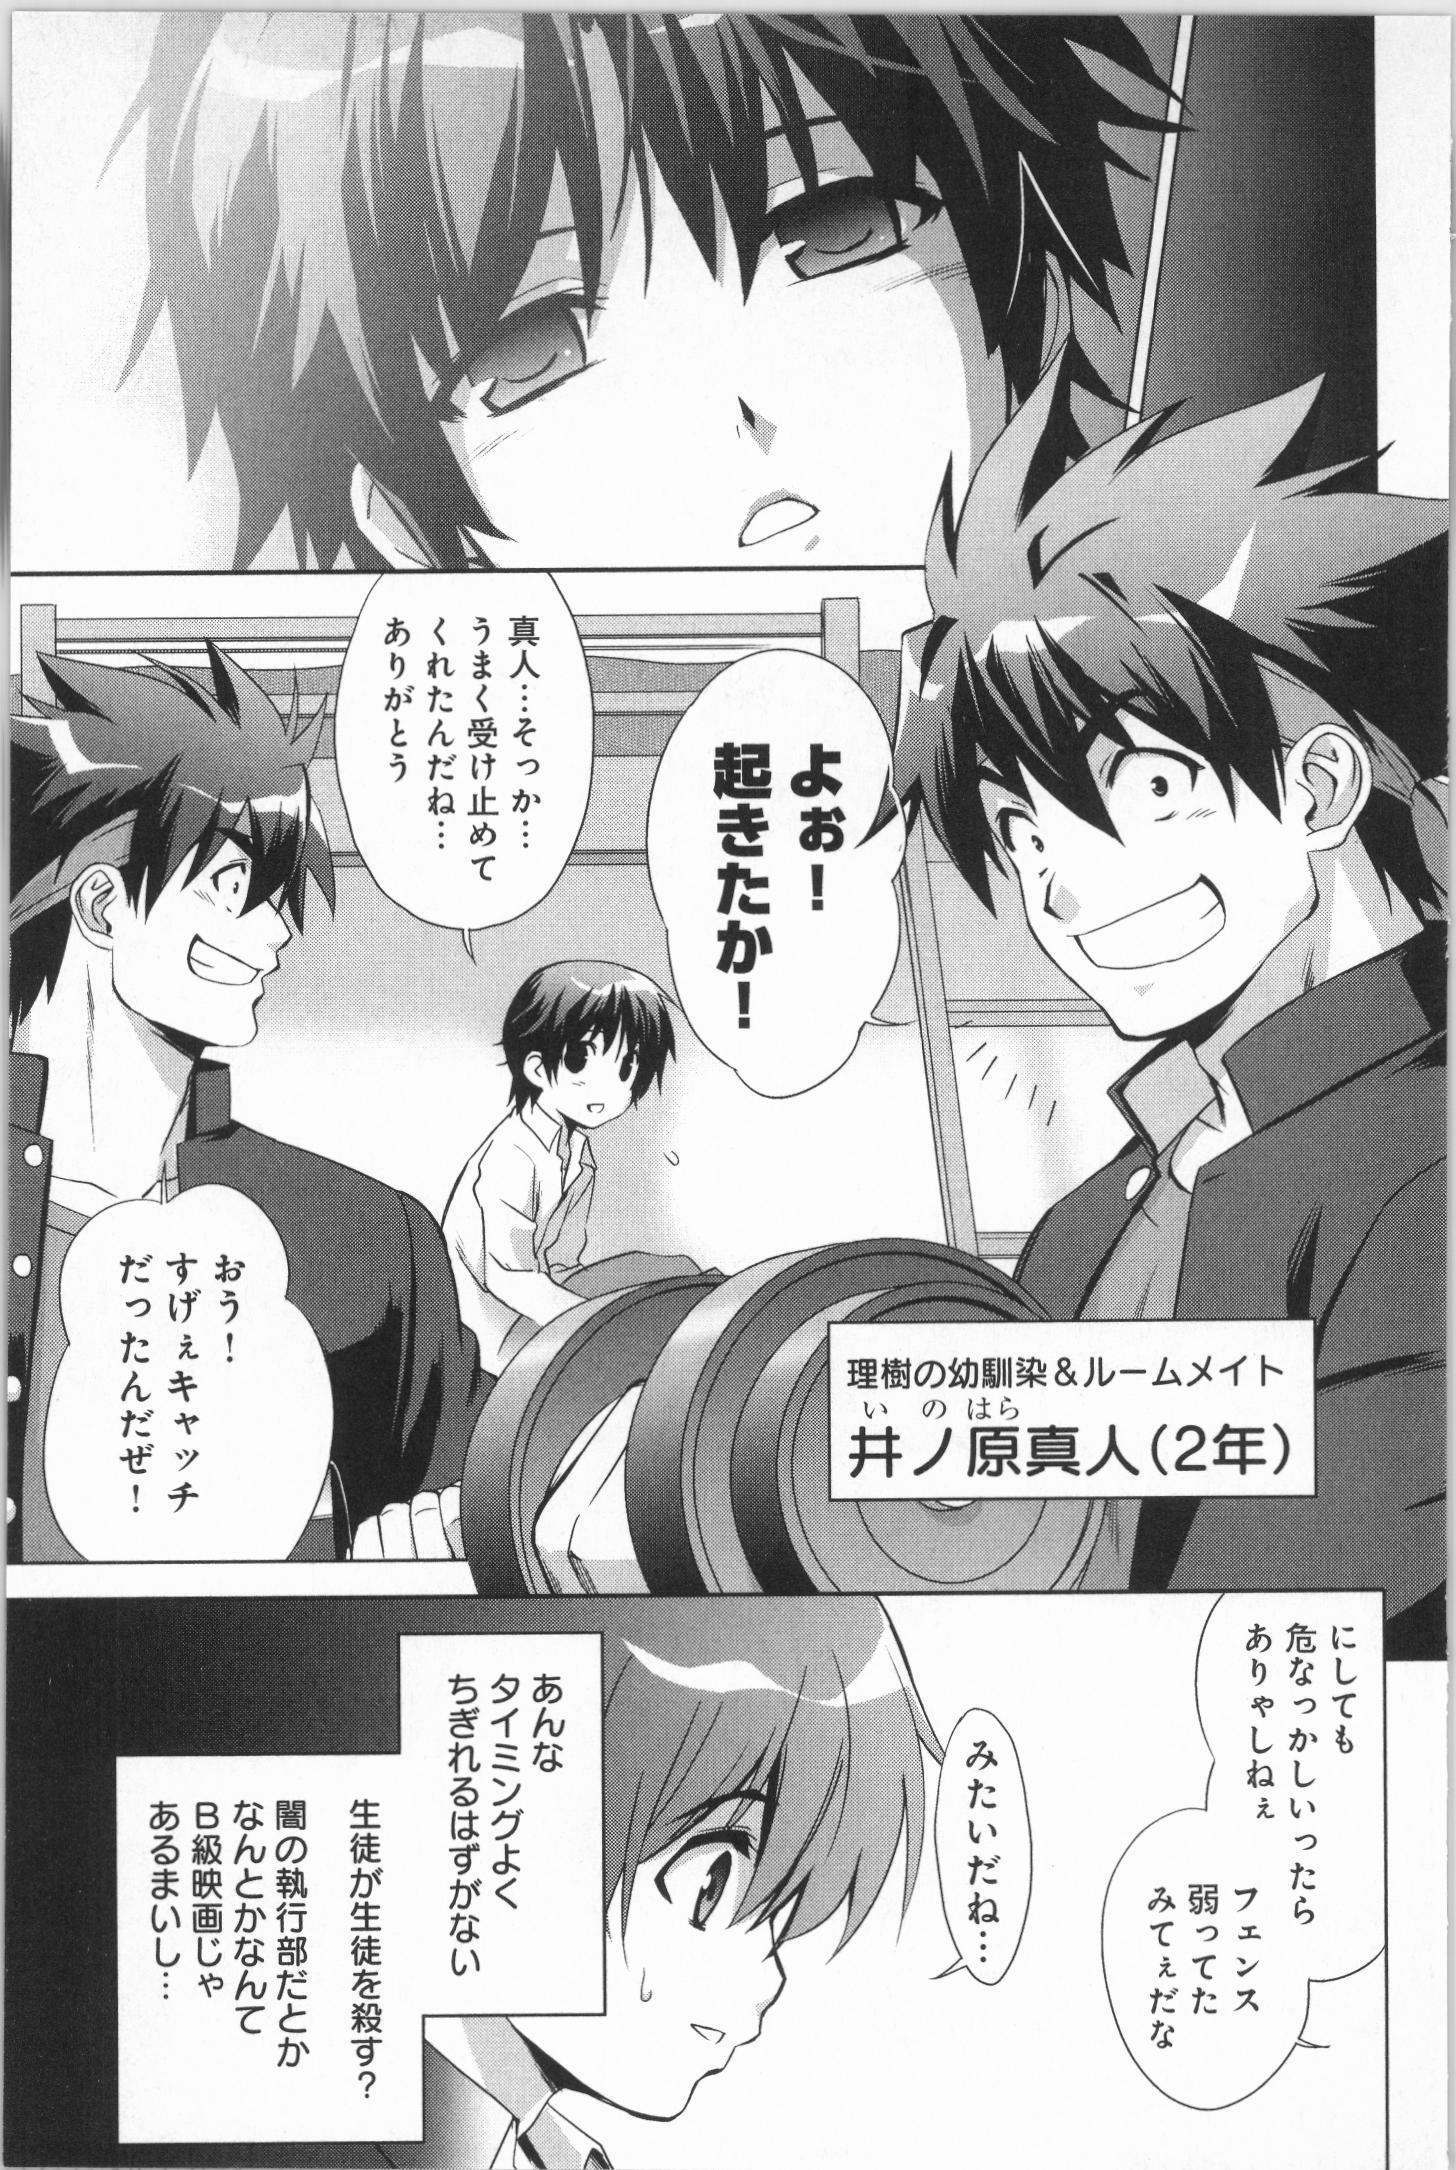 よぉ！
起きたか！
真人…そっか…
うまく受け止めて
くれたんだね…
ありがとう
おう！
すげぇキャッチ
だったんだぜ！
理樹の幼馴染＆ルームメイト
いのはら
井ノ原真人（2年）
にしても
危なっかしいったら
ありゃしねぇ
フェンス
弱ってた
みてぇだな
みたいだね…
あんな
タイミングよく
ちぎれるはずがない
生徒が生徒を殺す？
闇の執行部だとか
なんとかなんて
B級映画じゃ
あるまいし…